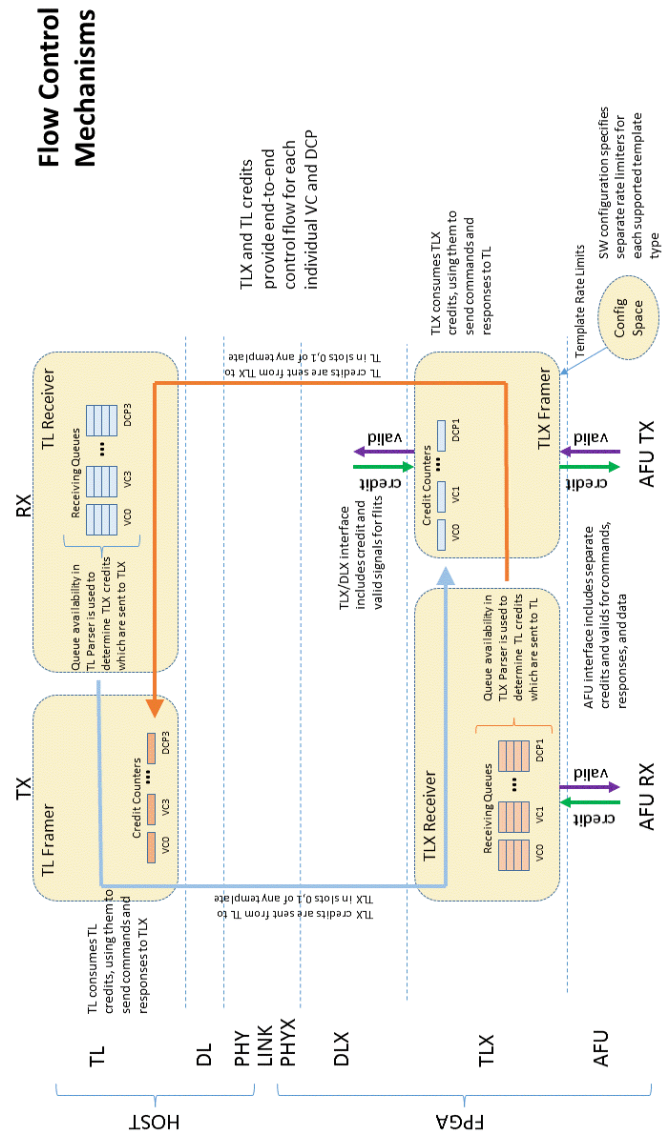 Flow Control
Mechanisms
TX
RX
HOST
TL
DL
PHY
LINK
PHYX
FPGA
DLX
TLX
AFU
TL consumes TL
credits, using them to
send commands and
responses to TLX
TL Framer
Credit Counters
VC0
VC3
...
DCP3
Queue availability in
TL Parser is used to
determine TLX credits
which are sent to TLX
TL Receiver
Receiving Queues
VC0
VC3
...
DCP3
TLX credits are sent from TL to
TLX in slots 0,1 of any template
TL credits are sent from TLX to
TL in slots 0,1 of any template
TLX and TL credits
provide end-to-end
control flow for each
individual VC and DCP
TLX/DLX interface
includes credit and
valid signals for flits
credit
valid
TLX consumes TLX
credits, using them to
send commands and
responses to TL
TLX Receiver
Receiving Queues
VC0
VC1
...
DCP1
Queue availability in
TLX Parser is used to
determine TL credits
which are sent to TL
Credit Counters
VC0
VC1
...
DCP1
TLX Framer
Template Rate Limits
Config
Space
SW configuration specifies
separate rate limiters for
each supported template
type
credit
valid
AFU RX
AFU interface includes separate
credits and valids for commands,
responses, and data
credit
valid
AFU TX